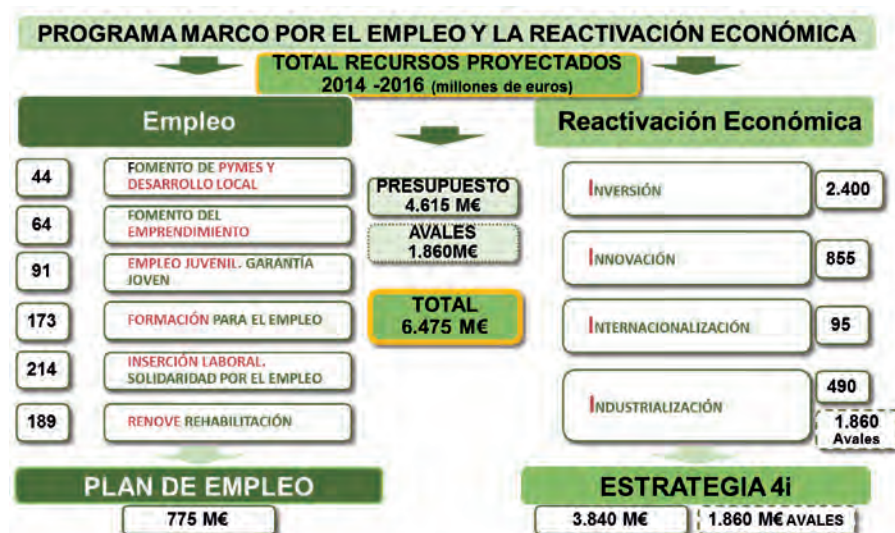 PROGRAMA MARCO POR EL EMPLEO Y LA REACTIVACIÓN ECONÓMICA
TOTAL RECURSOS PROYECTADOS
2014 -2016 (millones de euros)
Empleo
44
FOMENTO DE PYMES Y
DESARROLLO LOCAL
64
FOMENTO DEL
EMPRENDIMIENTO
91
EMPLEO JUVENIL. GARANTÍA
JOVEN
173
FORMACIÓN PARA EL EMPLEO
214
INSERCIÓN LABORAL.
SOLIDARIDAD POR EL EMPLEO
189
RENOVE REHABILITACIÓN
PLAN DE EMPLEO
775 M€
PRESUPUESTO
4.615 M€
AVALES
1.860M€
TOTAL
6.475 M€
Reactivación Económica
INVERSIÓN
2.400
INNOVACIÓN
855
INTERNACIONALIZACIÓN
95
INDUSTRIALIZACIÓN
490
1.860
Avales
ESTRATEGIA 4i
3.840 M€
1.860 M€ AVALES